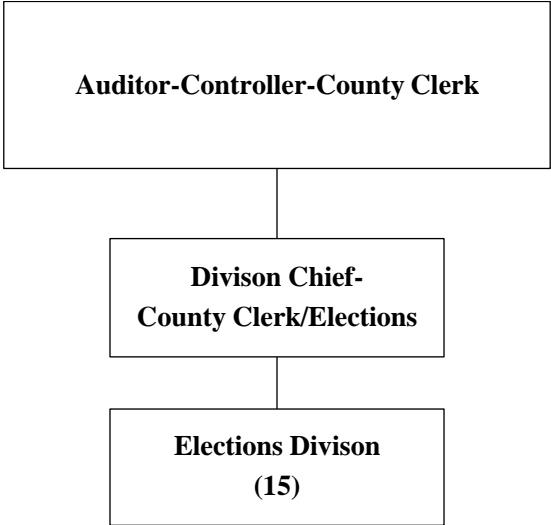 Auditor-Controller-County Clerk
Divison Chief-
County Clerk/Elections
Elections Divison
(15)